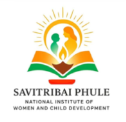 SAVITRIBAI PHULE
NATIONAL INSTITUTE OF
WOMEN AND CHILD DEVELOPMENT